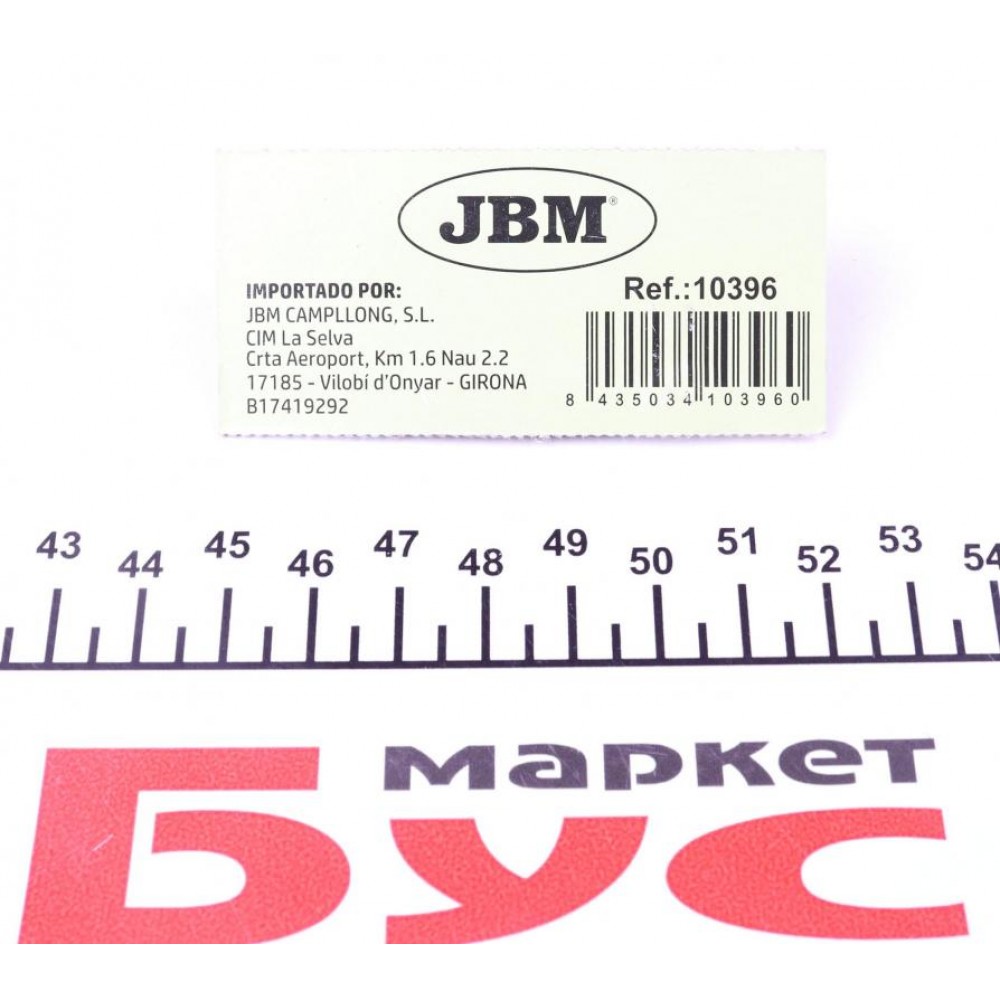 JBM®
IMPORTADO POR:
JBM CAMPLLONG, S.L.
CIM La Selva
Crta Aeroport, Km 1.6 Nau 2.2
17185 - Vilobí d'Onyar - GIRONA
B17419292
Ref.:10396
8 435034 103960
43 44 45 46 47 48 49 50 51 52 53 54
маркет
Бус